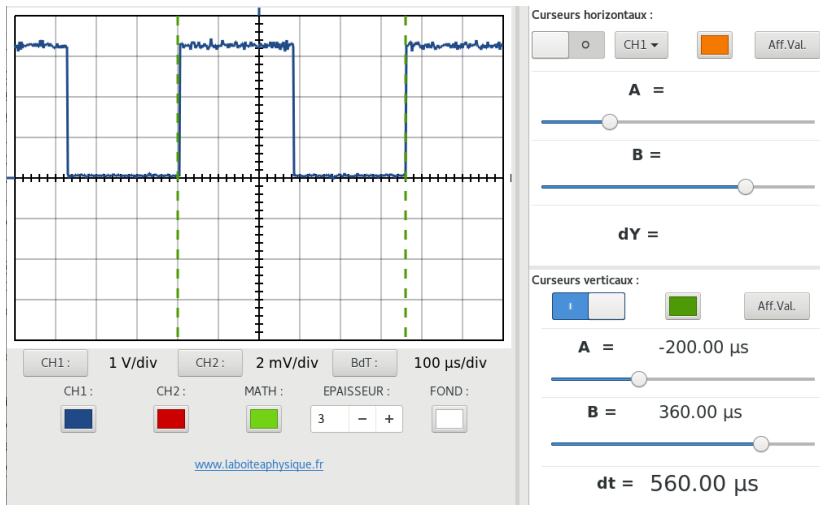 Curseurs horizontaux :
O CH1 Aff.Val.
A =
B =
dY =
Curseurs verticaux :
I Aff.Val.
A = -200.00 µs
B = 360.00 µs
dt = 560.00 µs
CH1 : 1 V/div CH2 : 2 mV/div BdT : 100 µs/div
CH1 : CH2 : MATH : EPAISSEUR : FOND :
3 − +
www.laboiteaphysique.fr